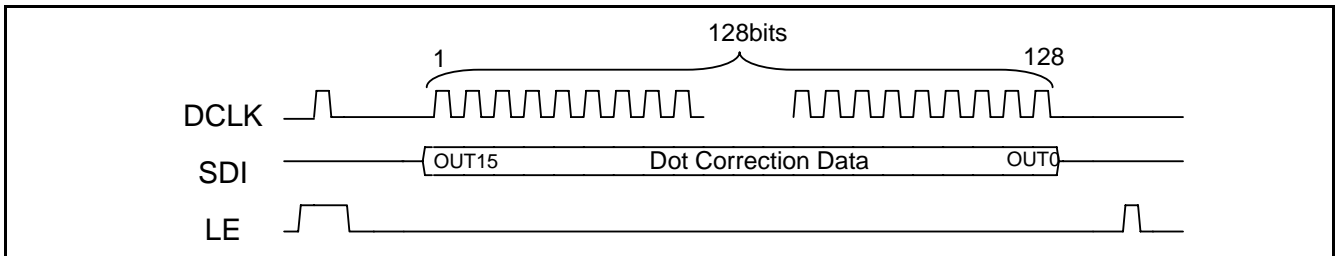 128bits
1 128
DCLK
SDI OUT15 Dot Correction Data OUT0
LE